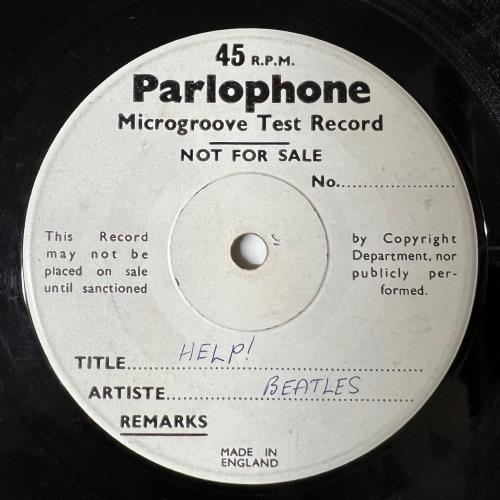 45 R.P.M.
Parlophone
Microgroove Test Record
NOT FOR SALE
No.....................
This Record
may not be
placed on sale
until sanctioned
by Copyright
Department, nor
publicly per-
formed.
TITLE.......HELP!.......
ARTISTE.......BEATLES.......
REMARKS
MADE IN
ENGLAND